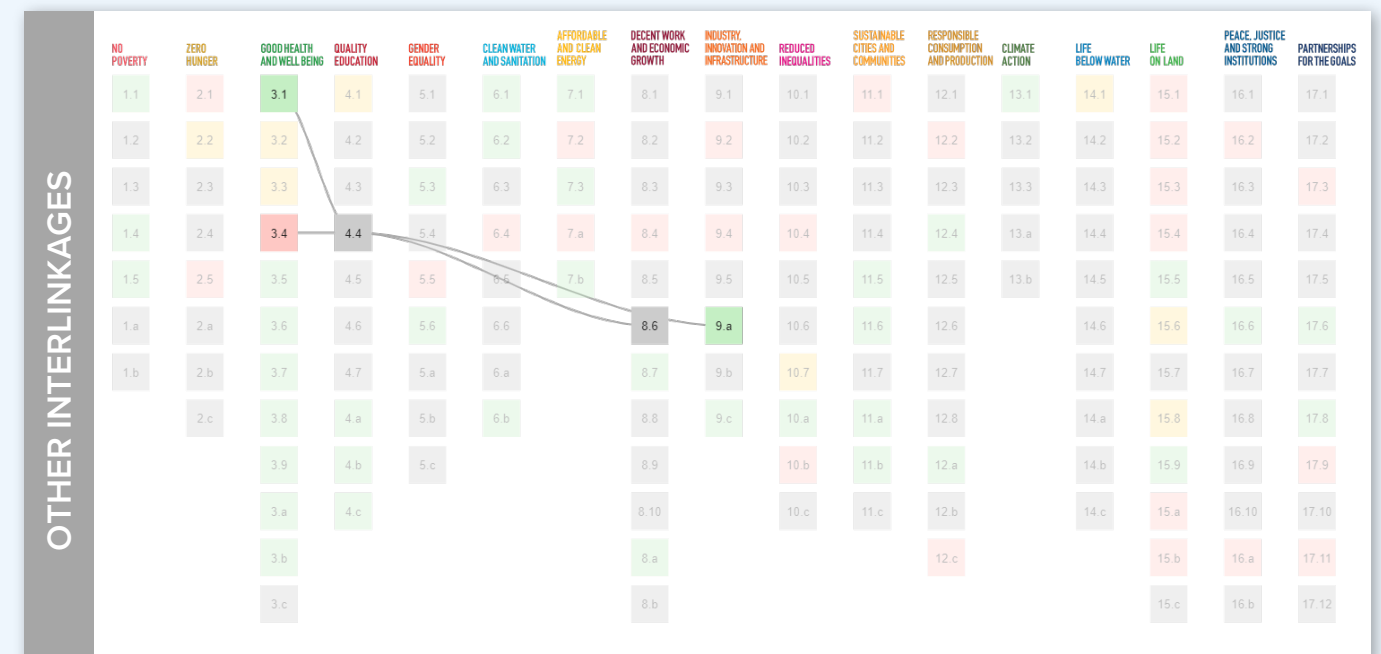 OTHER INTERLINKAGES
NO
POVERTY
ZERO
HUNGER
GOOD HEALTH
AND WELL BEING
QUALITY
EDUCATION
GENDER
EQUALITY
CLEAN WATER
AND SANITATION
AFFORDABLE
AND CLEAN
ENERGY
DECENT WORK
AND ECONOMIC
GROWTH
INDUSTRY,
INNOVATION AND
INFRASTRUCTURE
REDUCED
INEQUALITIES
SUSTAINABLE
CITIES AND
COMMUNITIES
RESPONSIBLE
CONSUMPTION
AND PRODUCTION
CLIMATE
ACTION
LIFE
BELOW WATER
LIFE
ON LAND
PEACE, JUSTICE
AND STRONG
INSTITUTIONS
PARTNERSHIPS
FOR THE GOALS
1.1 2.1 3.1 4.1 5.1 6.1 7.1 8.1 9.1 10.1 11.1 12.1 13.1 14.1 15.1 16.1 17.1
1.2 2.2 3.2 4.2 5.2 6.2 7.2 8.2 9.2 10.2 11.2 12.2 13.2 14.2 15.2 16.2 17.2
1.3 2.3 3.3 4.3 5.3 6.3 7.3 8.3 9.3 10.3 11.3 12.3 13.3 14.3 15.3 16.3 17.3
1.4 2.4 3.4 4.4 5.4 6.4 7.a 8.4 9.4 10.4 11.4 12.4 13.a 14.4 15.4 16.4 17.4
1.5 2.5 3.5 4.5 5.5 6.5 7.b 8.5 9.5 10.5 11.5 12.5 13.b 14.5 15.5 16.5 17.5
1.a 2.a 3.6 4.6 5.6 6.6 8.6 9.a 10.6 11.6 12.6 14.6 15.6 16.6 17.6
1.b 2.b 3.7 4.7 5.a 6.a 8.7 9.b 10.7 11.7 12.7 14.7 15.7 16.7 17.7
2.c 3.8 4.a 5.b 6.b 8.8 9.c 10.a 11.a 12.8 14.a 15.8 16.8 17.8
3.9 4.b 5.c 8.9 10.b 11.b 12.a 14.b 15.9 16.9 17.9
3.a 4.c 8.10 10.c 11.c 12.b 14.c 15.a 16.10 17.10
3.b 8.a 12.c 15.b 16.a 17.11
3.c 8.b 15.c 16.b 17.12